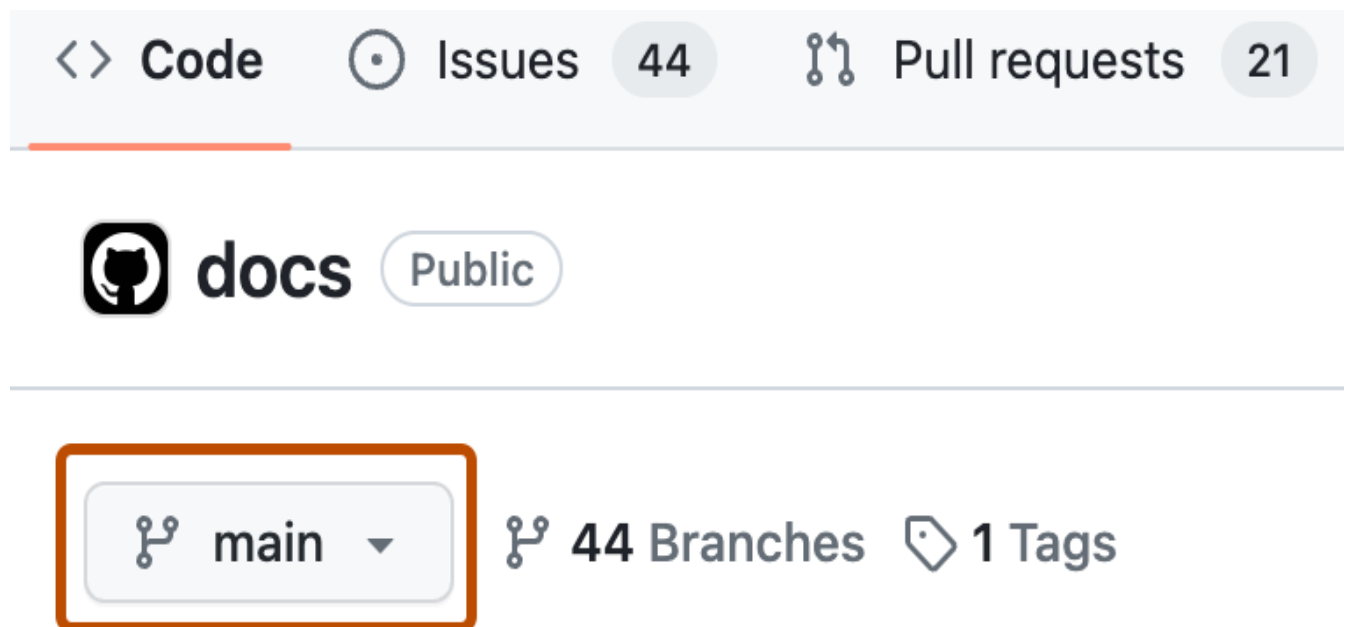 Code Issues 44 Pull requests 21
docs Public
main 44 Branches 1 Tags